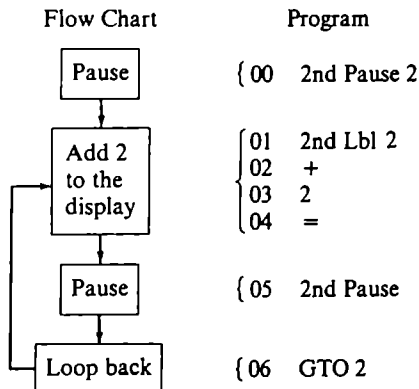 Flow Chart Program
Pause { 00 2nd Pause 2
Add 2 to the display
01 2nd Lbl 2
02 +
03 2
04 =
Pause { 05 2nd Pause
Loop back { 06 GTO 2